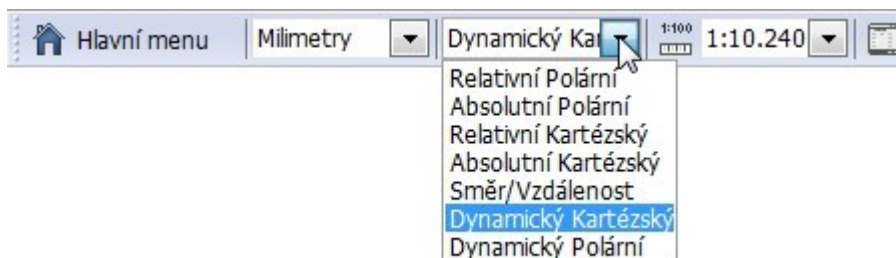 Hlavní menu Milimetry Dynamický Kar 1:100 1:10.240
Relativní Polární
Absolutní Polární
Relativní Kartézský
Absolutní Kartézský
Směr/Vzdálenost
Dynamický Kartézský
Dynamický Polární